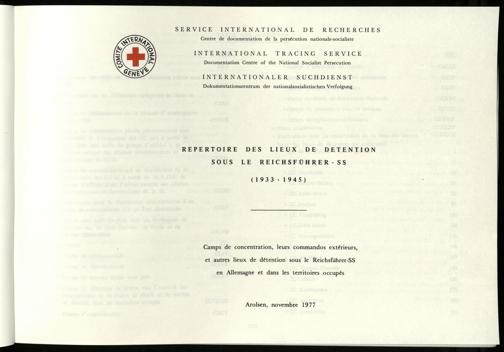 SERVICE INTERNATIONAL DE RECHERCHES
Centre de documentation de la persécution nationale-socialiste
INTERNATIONAL TRACING SERVICE
Documentation Centre of the National Socialist Persecution
INTERNATIONALER SUCHDIENST
Dokumentationszentrum der nationalsozialistischen Verfolgung
COMITÉ INTERNATIONAL
GENÈVE
REPERTOIRE DES LIEUX DE DETENTION
SOUS LE REICHSFÜHRER-SS
(1933-1945)
Camps de concentration, leurs commandos extérieurs,
et autres lieux de détention sous le Reichsführer-SS
en Allemagne et dans les territoires occupés
Arolsen, novembre 1977